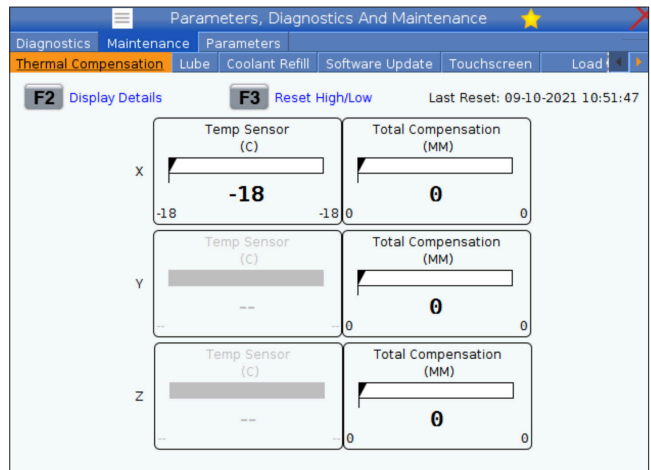 Parameters, Diagnostics And Maintenance
Diagnostics Maintenance Parameters
Thermal Compensation Lube Coolant Refill Software Update Touchscreen Load
F2 Display Details F3 Reset High/Low Last Reset: 09-10-2021 10:51:47
Temp Sensor Total Compensation
(C) (MM)
X
-18 0
-18 -18 0 0
Temp Sensor Total Compensation
(C) (MM)
Y
-- 0
-- -- 0 0
Temp Sensor Total Compensation
(C) (MM)
Z
-- 0
-- -- 0 0